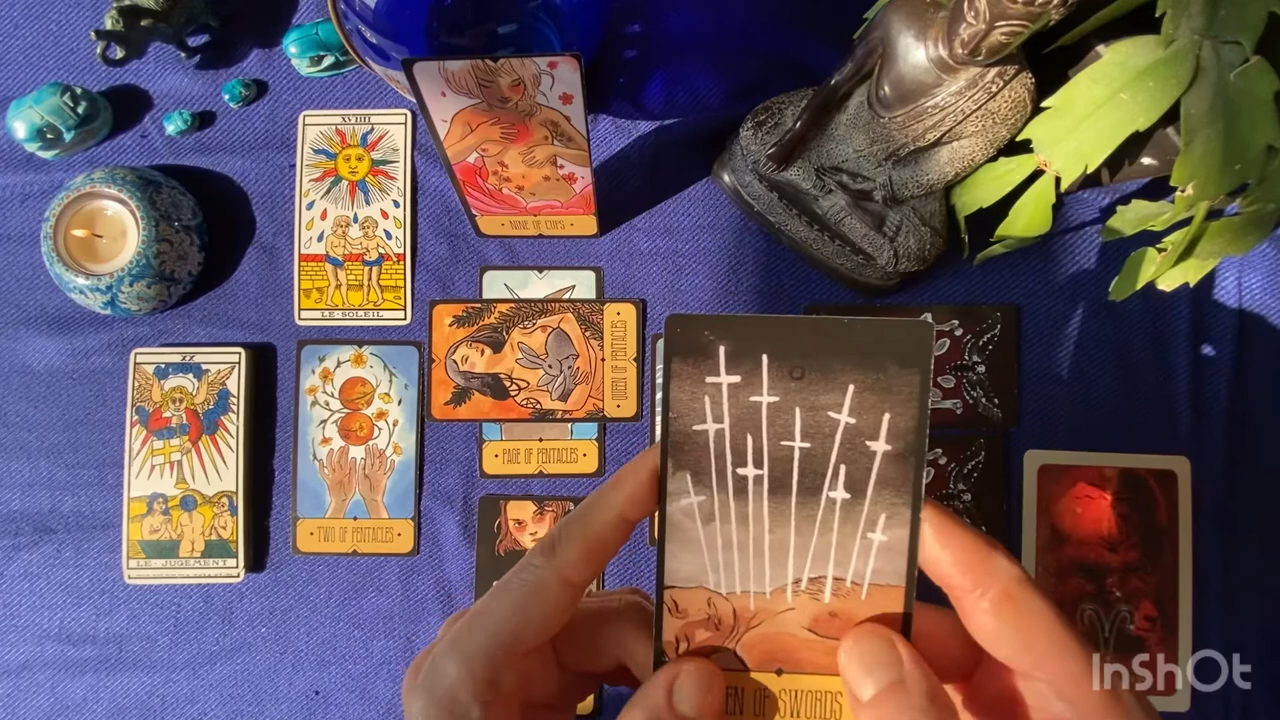 XVIIII
LE·SOLEIL
NINE OF CUPS
QUEEN OF PENTACLES
PAGE OF PENTACLES
XX
LE·JUGEMENT
TWO OF PENTACLES
EN OF SWORDS
InShOt